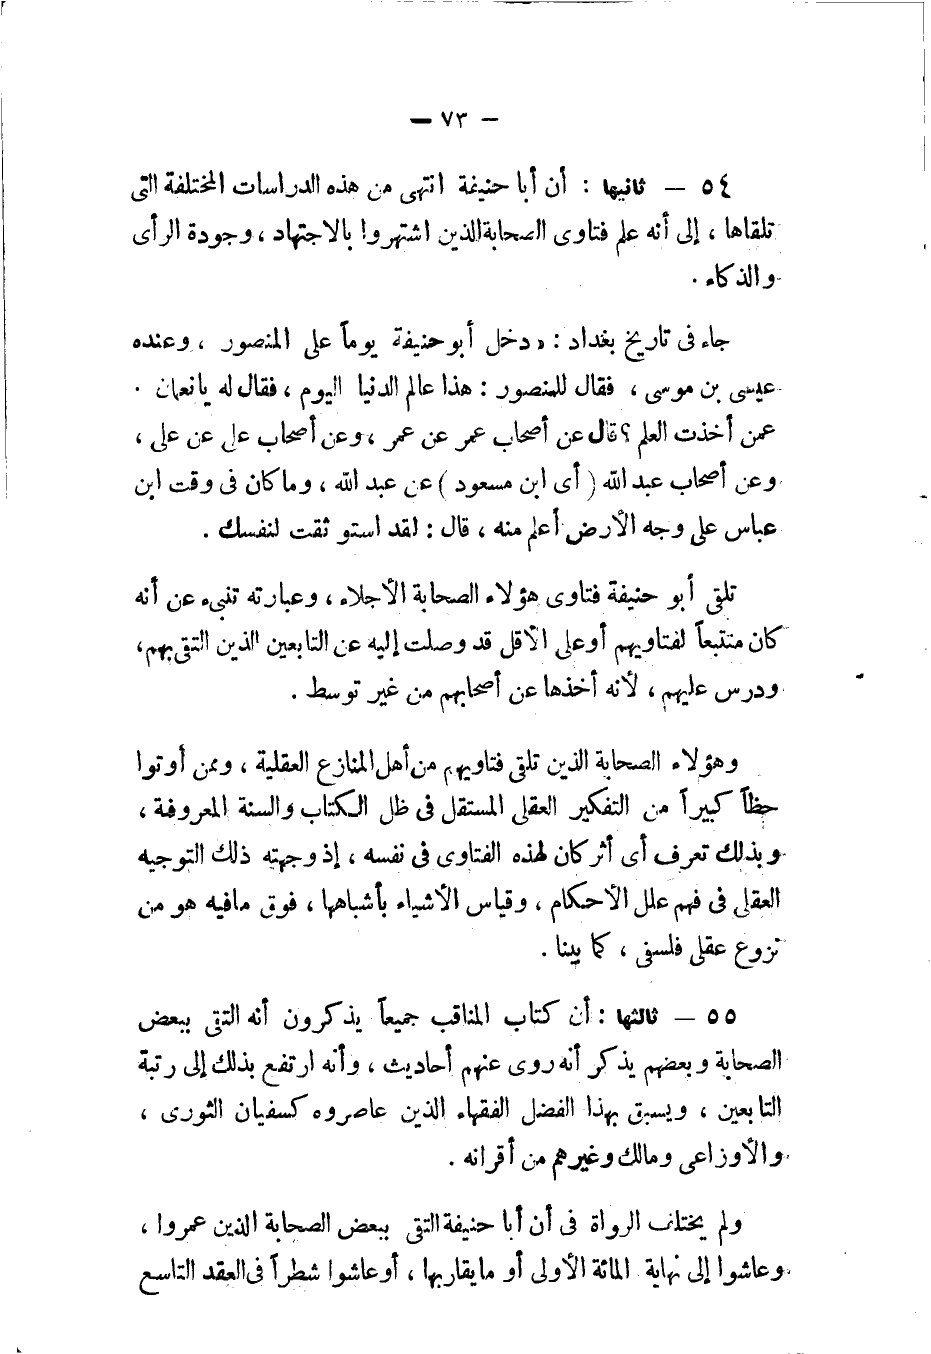 — ٧٣ —
٥٤ — ثانيها : أن أبا حنيفة انتهى من هذه الدراسات المختلفة التى
تلقاها ، إلى أنه علم فتاوى الصحابة الذين اشتهروا بالاجتهاد ، وجودة الرأى
والذكاء .
جاء فى تاريخ بغداد : « دخل أبو حنيفة يوماً على المنصور ، وعنده
عيسى بن موسى ، فقال للمنصور : هذا عالم الدنيا اليوم ، فقال له يا نعمان .
عمن أخذت العلم ؟ قال عن أصحاب عمر عن عمر ، وعن أصحاب على عن على ،
وعن أصحاب عبد الله ( أى ابن مسعود ) عن عبد الله ، وما كان فى وقت ابن
عباس على وجه الأرض أعلم منه ، قال : لقد استوثقت لنفسك .
تلقى أبو حنيفة فتاوى هؤلاء الصحابة الأجلاء ، وعبارته تنبىء عن أنه
كان متتبعاً لفتاويهم أو على الأقل قد وصلت إليه عن التابعين الذين التقى بهم ،
ودرس عليهم ، لأنه أخذها عن أصحابهم من غير توسط .
وهؤلاء الصحابة الذين تلقى فتاويهم من أهل المنازع العقلية ، وممن أوتوا
حظاً كبيراً من التفكير العقلى المستقل فى ظل الكتاب والسنة المعروفة ،
وبذلك تعرف أى أثر كان لهذه الفتاوى فى نفسه ، إذ وجهته ذلك التوجيه
العقلى فى فهم علل الأحكام ، وقياس الأشياء بأشباهها ، فوق مافيه هو من
نزوع عقلى فلسفى ، كما بينا .
٥٥ — ثالثها : أن كتاب المناقب جميعاً يذكرون أنه التقى ببعض
الصحابة وبعضهم يذكر أنه روى عنهم أحاديث ، وأنه ارتفع بذلك إلى رتبة
التابعين ، ويسبق بهذا الفضل الفقهاء الذين عاصروه كسفيان الثورى ،
والأوزاعى ومالك وغيرهم من أقرانه .
ولم يختلف الرواة فى أن أبا حنيفة التقى ببعض الصحابة الذين عمروا ،
وعاشوا إلى نهاية المائة الأولى أو ما يقاربها ، أو عاشوا شطراً فى العقد التاسع